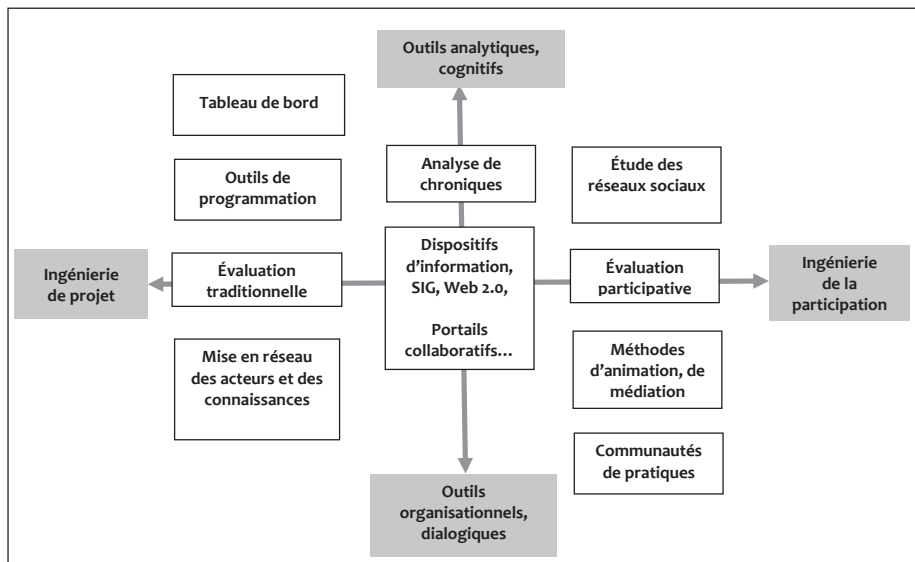 Outils analytiques,
cognitifs
Tableau de bord
Analyse de
chroniques
Étude des
réseaux sociaux
Outils de
programmation
Dispositifs
d'information,
SIG, Web 2.0,
Portails
collaboratifs…
Ingénierie
de projet
Évaluation
traditionnelle
Évaluation
participative
Ingénierie
de la
participation
Mise en réseau
des acteurs et des
connaissances
Méthodes
d'animation, de
médiation
Communautés
de pratiques
Outils
organisationnels,
dialogiques